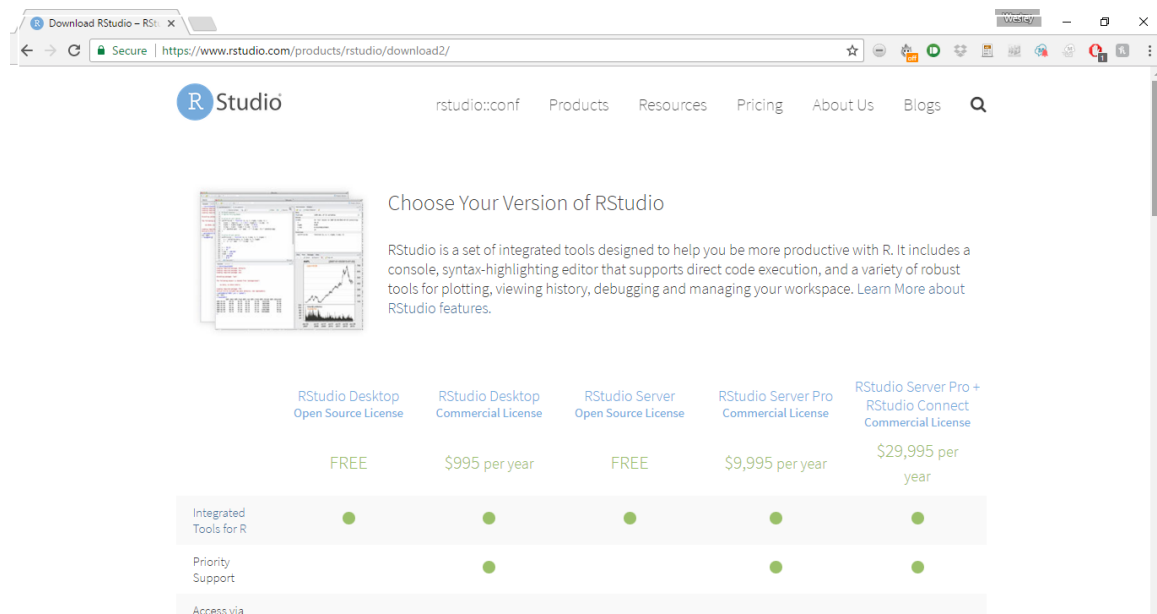 Download RStudio – RSt
Wesley
Secure
https://www.rstudio.com/products/rstudio/download2/
off
1
R Studio
rstudio::conf Products Resources Pricing About Us Blogs
Choose Your Version of RStudio
RStudio is a set of integrated tools designed to help you be more productive with R. It includes a
console, syntax-highlighting editor that supports direct code execution, and a variety of robust
tools for plotting, viewing history, debugging and managing your workspace. Learn More about
RStudio features.
RStudio Desktop
Open Source License
RStudio Desktop
Commercial License
RStudio Server
Open Source License
RStudio Server Pro
Commercial License
RStudio Server Pro +
RStudio Connect
Commercial License
FREE
$995 per year
FREE
$9,995 per year
$29,995 per
year
Integrated
Tools for R
Priority
Support
Access via